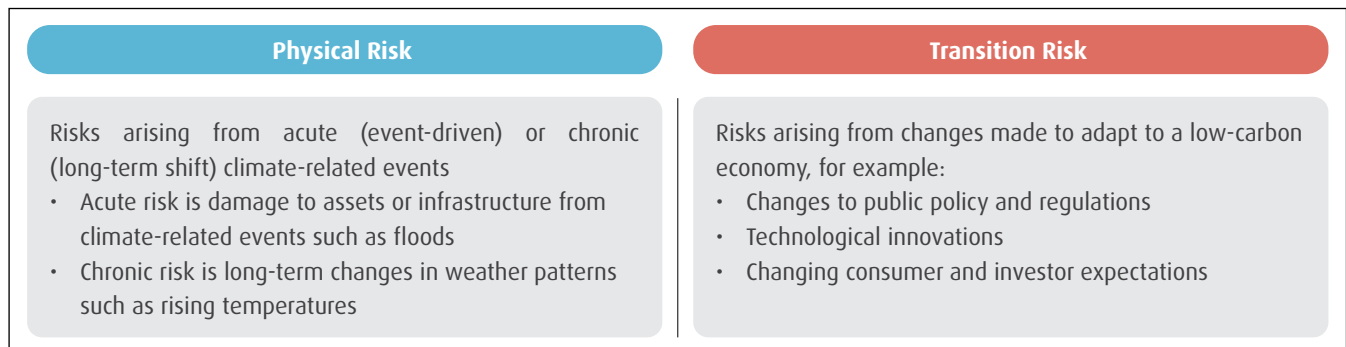 Physical Risk
Risks arising from acute (event-driven) or chronic
(long-term shift) climate-related events
• Acute risk is damage to assets or infrastructure from
climate-related events such as floods
• Chronic risk is long-term changes in weather patterns
such as rising temperatures
Transition Risk
Risks arising from changes made to adapt to a low-carbon
economy, for example:
• Changes to public policy and regulations
• Technological innovations
• Changing consumer and investor expectations